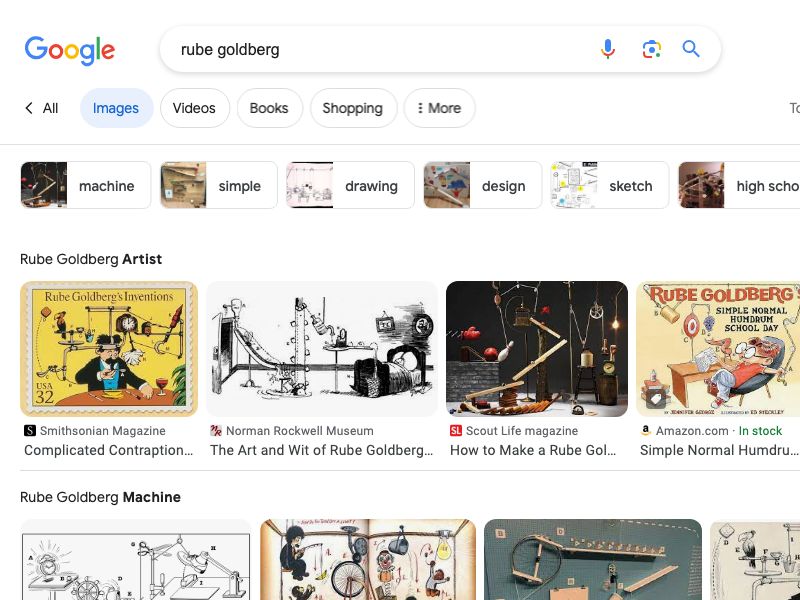 Google
rube goldberg
All
Images
Videos
Books
Shopping
More
To
machine
simple
drawing
design
sketch
high scho
Rube Goldberg Artist
Rube Goldberg's Inventions
USA
32
RUBE GOLDBERG'S
SIMPLE NORMAL
HUMDRUM
SCHOOL DAY
BY JENNIFER GEORGE ILLUSTRATED BY ED STECKLEY
S Smithsonian Magazine
Complicated Contraption...
Norman Rockwell Museum
The Art and Wit of Rube Goldberg...
SL Scout Life magazine
How to Make a Rube Gol...
a Amazon.com · In stock
Simple Normal Humdru...
Rube Goldberg Machine